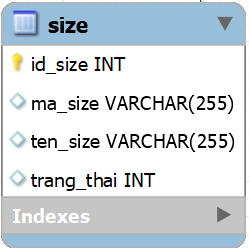 size
id_size INT
ma_size VARCHAR(255)
ten_size VARCHAR(255)
trang_thai INT
Indexes